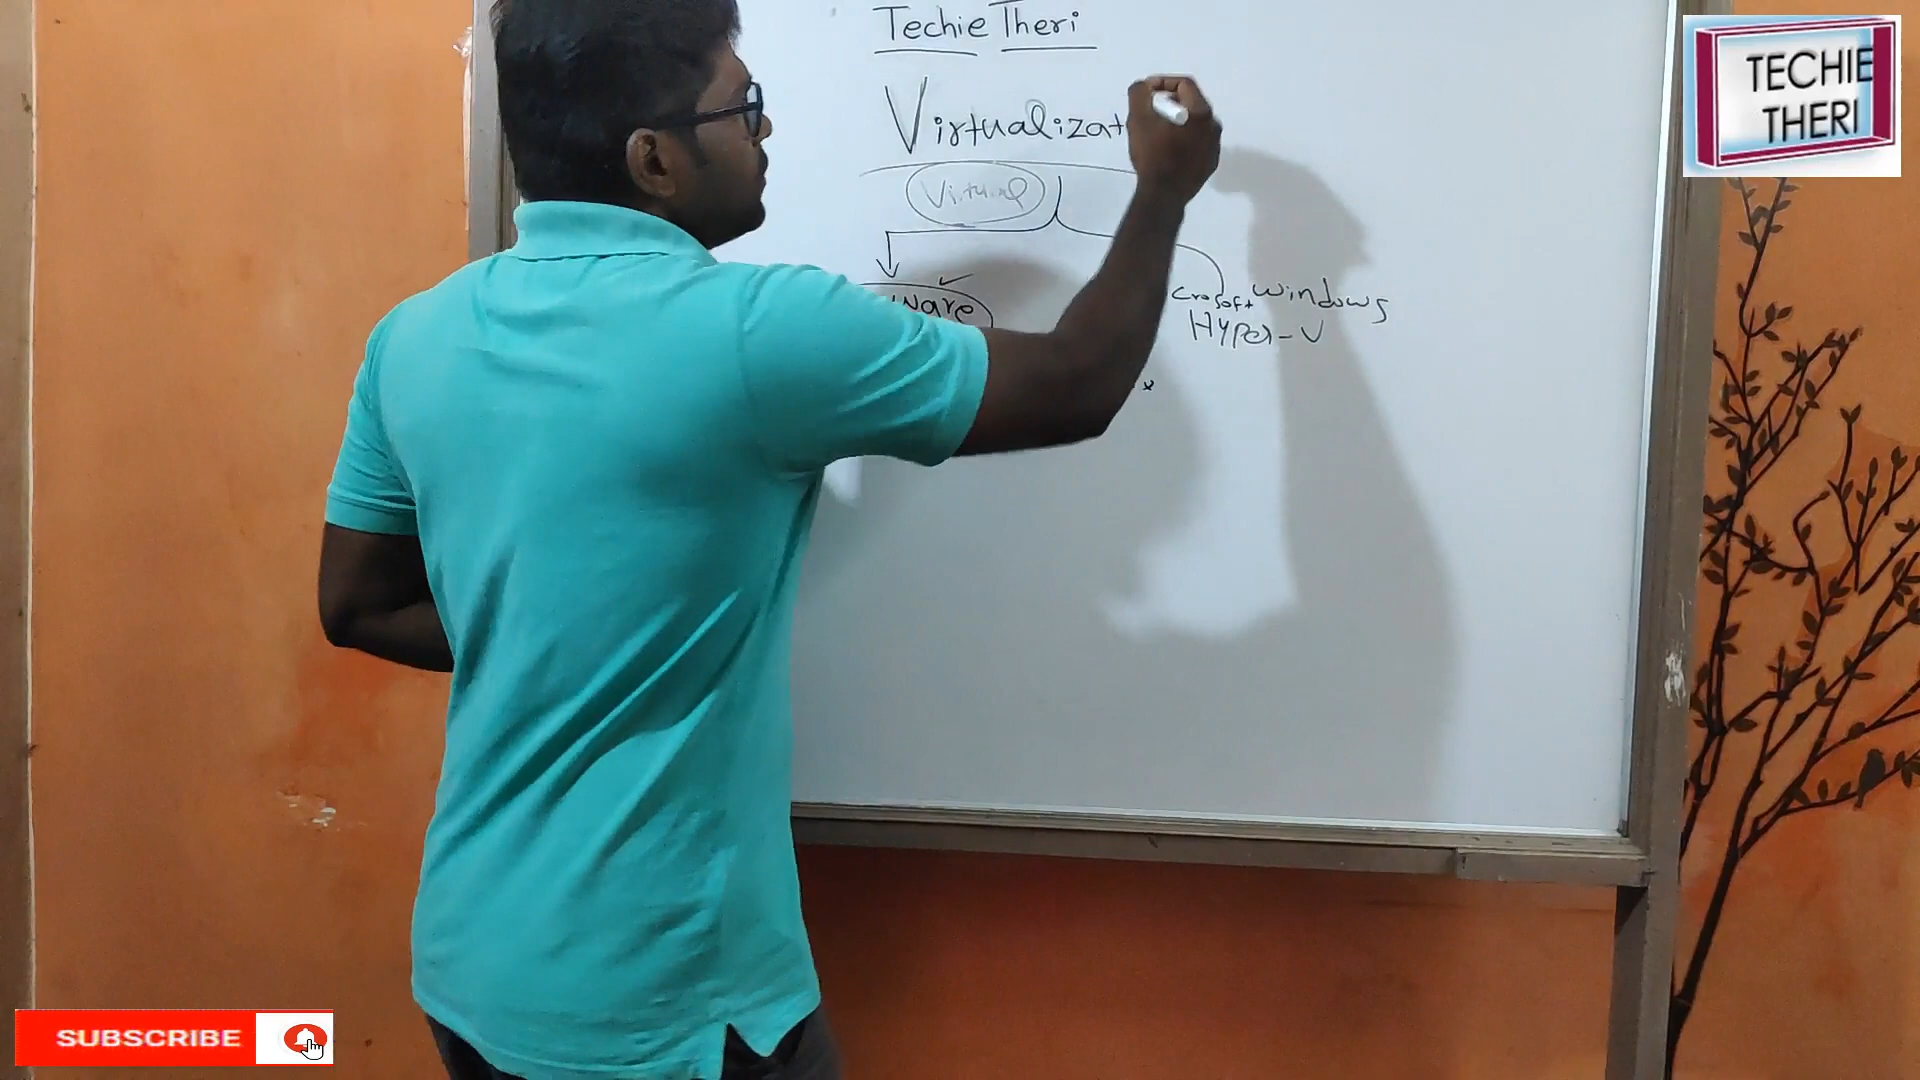 Techie Theri
Virtualizat
Virtual
ware
crosoft windows
Hyper-V
TECHIE
THERI
SUBSCRIBE